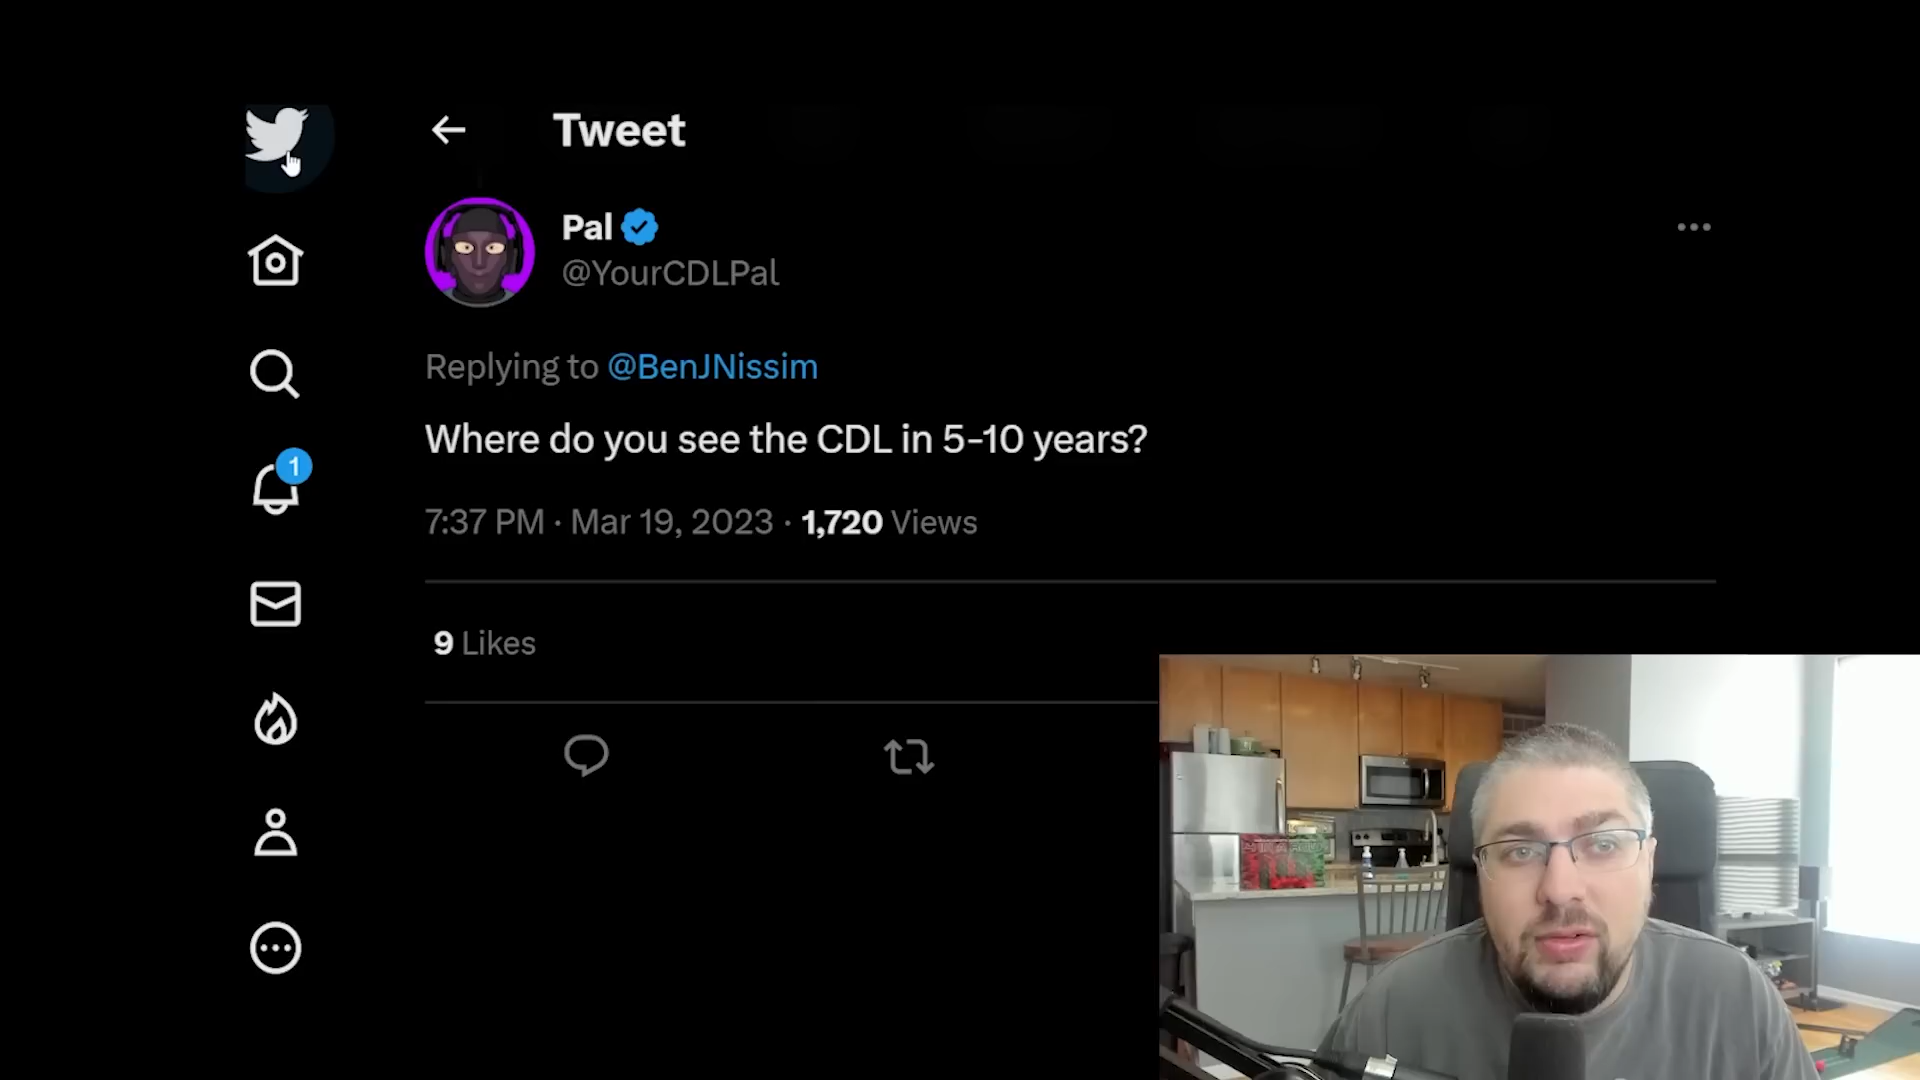 Tweet
Pal
@YourCDLPal
Replying to @BenJNissim
Where do you see the CDL in 5-10 years?
1
7:37 PM · Mar 19, 2023 · 1,720 Views
9 Likes